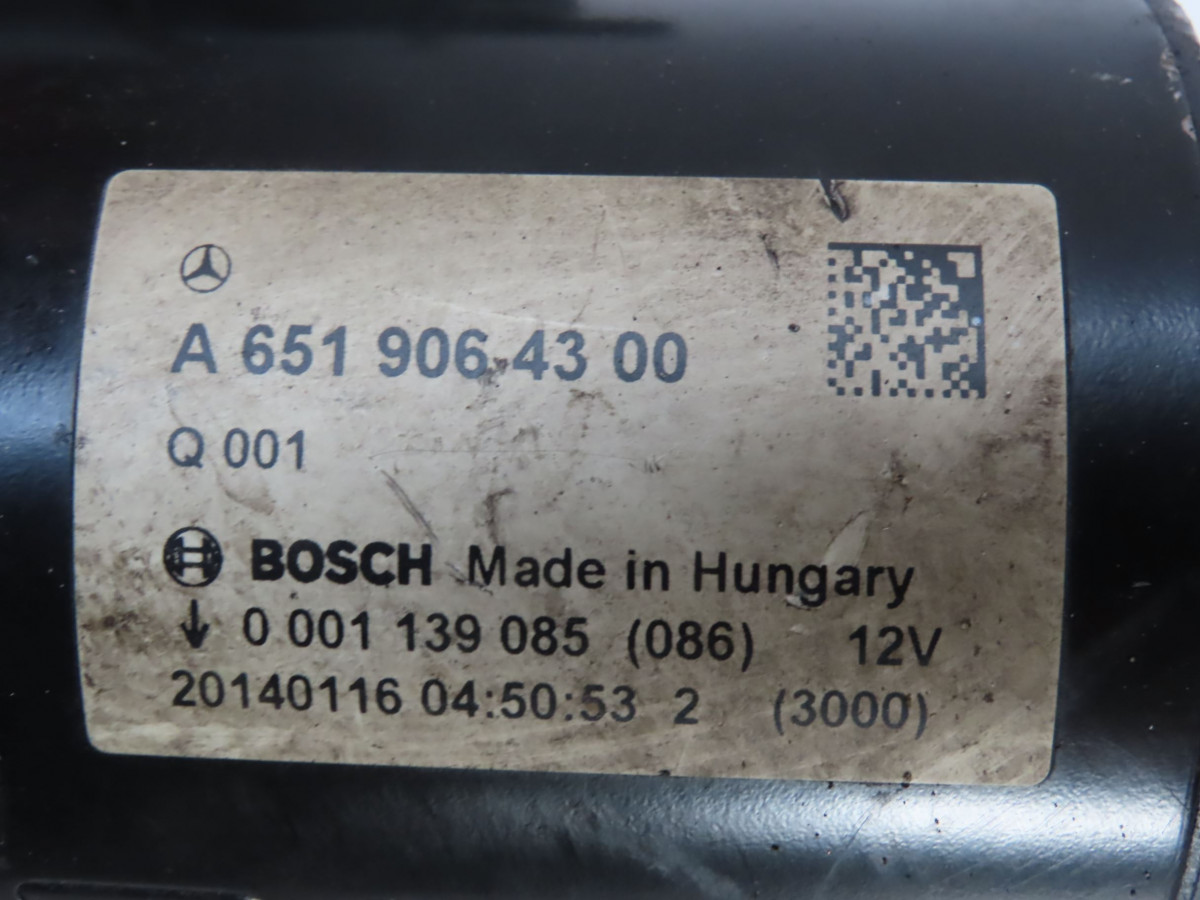 A 651 906 43 00
Q 001
BOSCH Made in Hungary
0 001 139 085 (086) 12V
20140116 04:50:53 2 (3000)